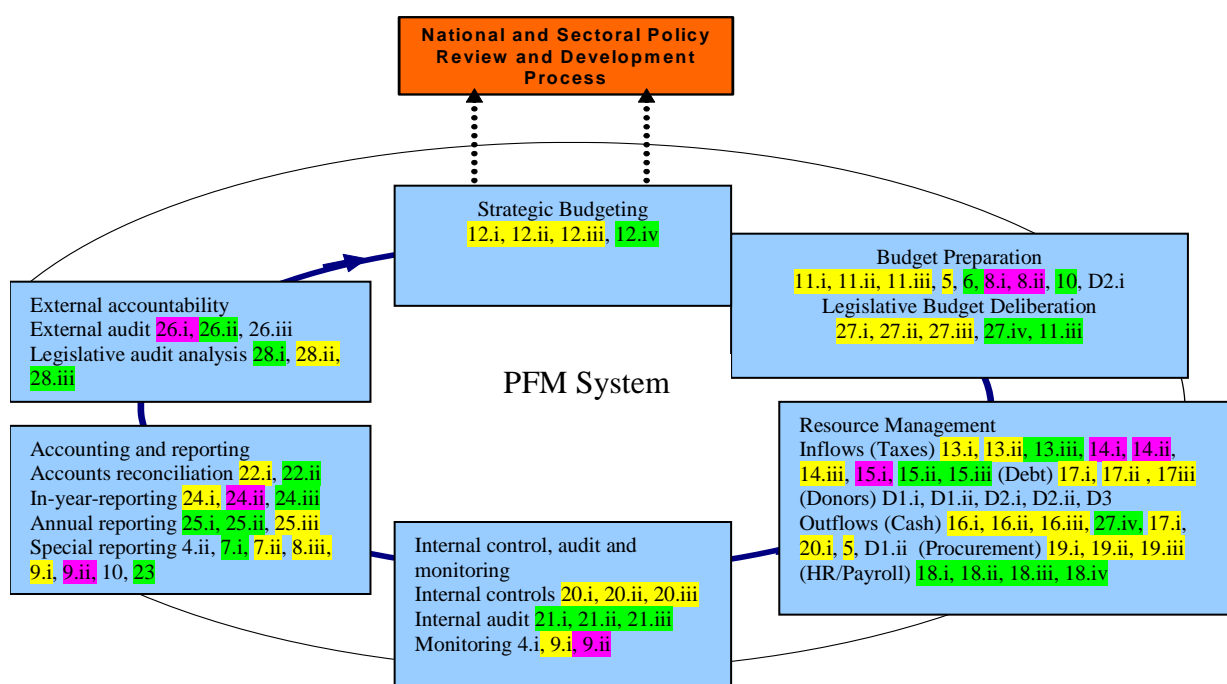 National and Sectoral Policy
Review and Development
Process
Strategic Budgeting
12.i, 12.ii, 12.iii, 12.iv
Budget Preparation
11.i, 11.ii, 11.iii, 5, 6, 8.i, 8.ii, 10, D2.i
Legislative Budget Deliberation
27.i, 27.ii, 27.iii, 27.iv, 11.iii
External accountability
External audit 26.i, 26.ii, 26.iii
Legislative audit analysis 28.i, 28.ii,
28.iii
PFM System
Resource Management
Inflows (Taxes) 13.i, 13.ii, 13.iii, 14.i, 14.ii,
14.iii, 15.i, 15.ii, 15.iii (Debt) 17.i, 17.ii , 17iii
(Donors) D1.i, D1.ii, D2.i, D2.ii, D3
Outflows (Cash) 16.i, 16.ii, 16.iii, 27.iv, 17.i,
20.i, 5, D1.ii (Procurement) 19.i, 19.ii, 19.iii
(HR/Payroll) 18.i, 18.ii, 18.iii, 18.iv
Accounting and reporting
Accounts reconciliation 22.i, 22.ii
In-year-reporting 24.i, 24.ii, 24.iii
Annual reporting 25.i, 25.ii, 25.iii
Special reporting 4.ii, 7.i, 7.ii, 8.iii,
9.i, 9.ii, 10, 23
Internal control, audit and
monitoring
Internal controls 20.i, 20.ii, 20.iii
Internal audit 21.i, 21.ii, 21.iii
Monitoring 4.i, 9.i, 9.ii